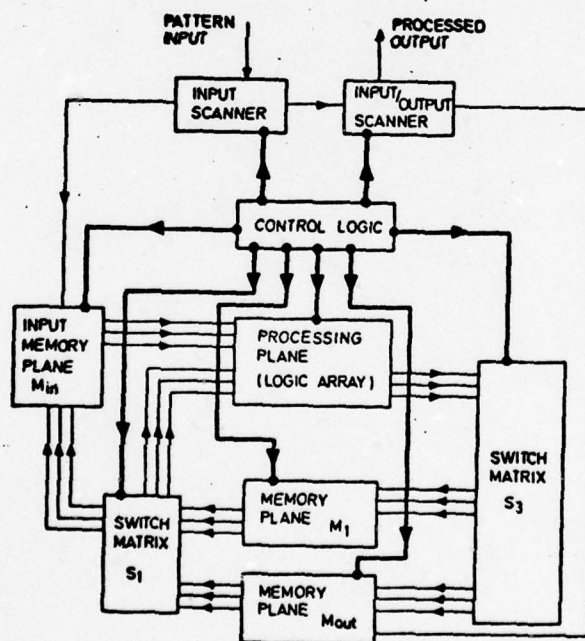 PATTERN
INPUT
PROCESSED
OUTPUT
INPUT
SCANNER
INPUT/
OUTPUT
SCANNER
CONTROL LOGIC
INPUT
MEMORY
PLANE
Min
PROCESSING
PLANE
(LOGIC ARRAY)
SWITCH
MATRIX
S3
MEMORY
PLANE M1
SWITCH
MATRIX
S1
MEMORY
PLANE Mout